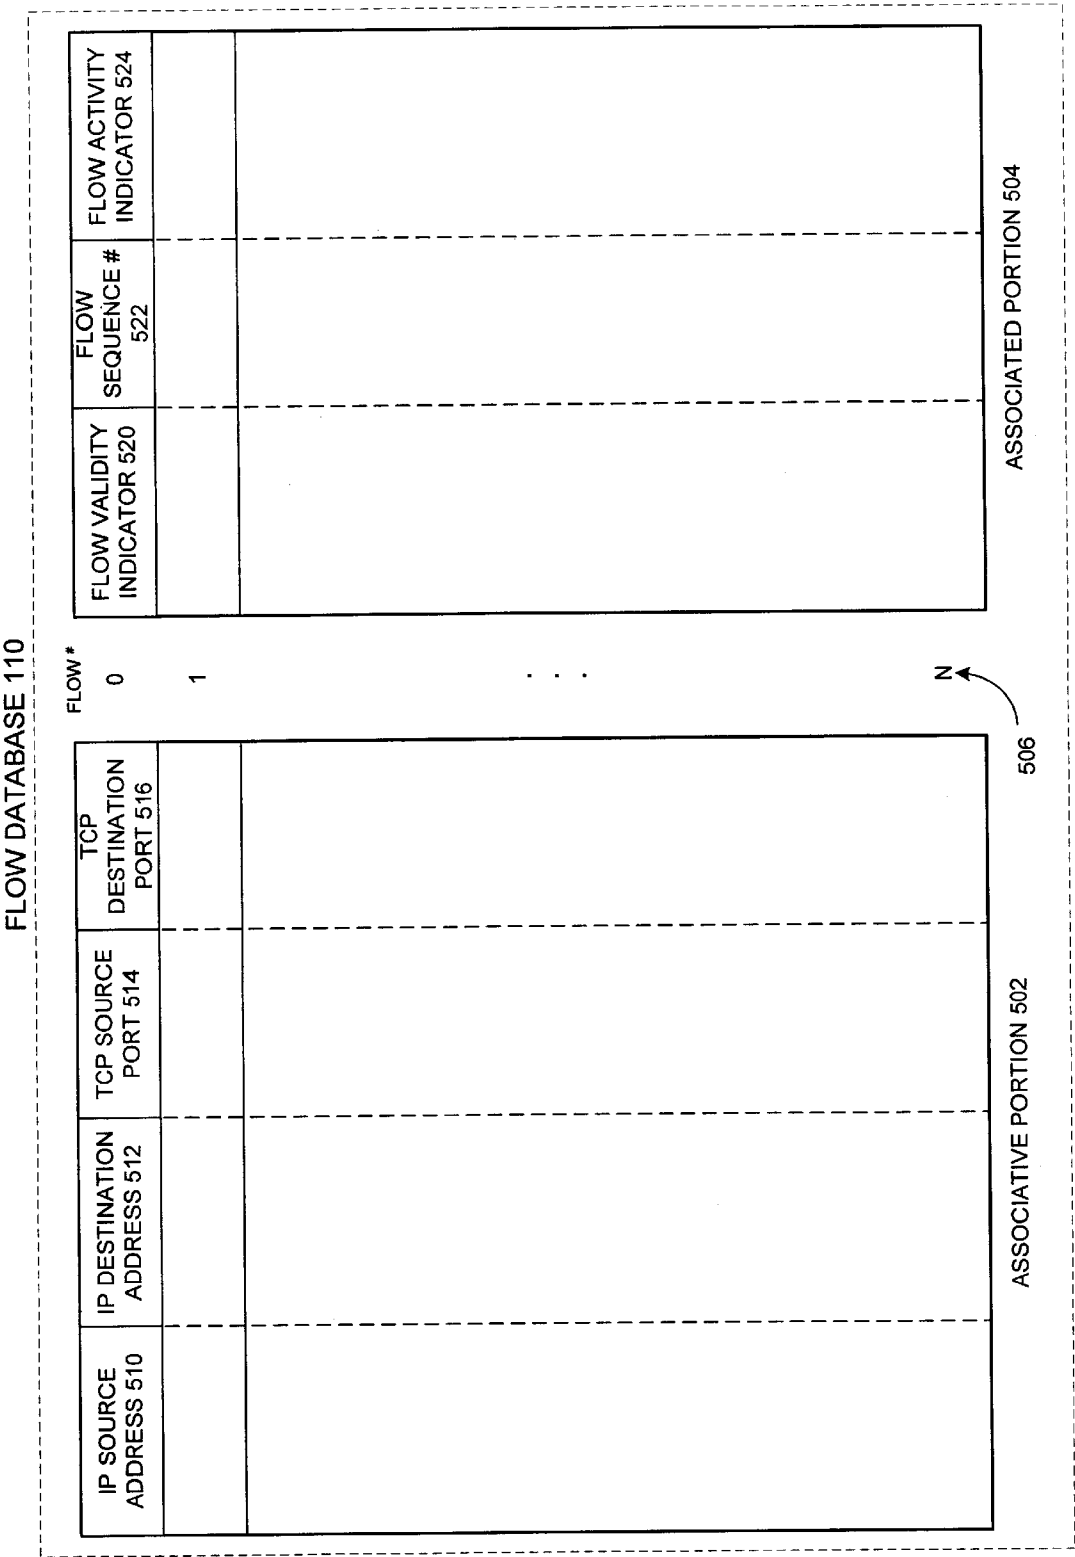 FLOW DATABASE 110
IP SOURCE
ADDRESS 510
IP DESTINATION
ADDRESS 512
TCP SOURCE
PORT 514
TCP
DESTINATION
PORT 516
FLOW #
0
1
. . .
N
506
FLOW VALIDITY
INDICATOR 520
FLOW
SEQUENCE #
522
FLOW ACTIVITY
INDICATOR 524
ASSOCIATIVE PORTION 502
ASSOCIATED PORTION 504